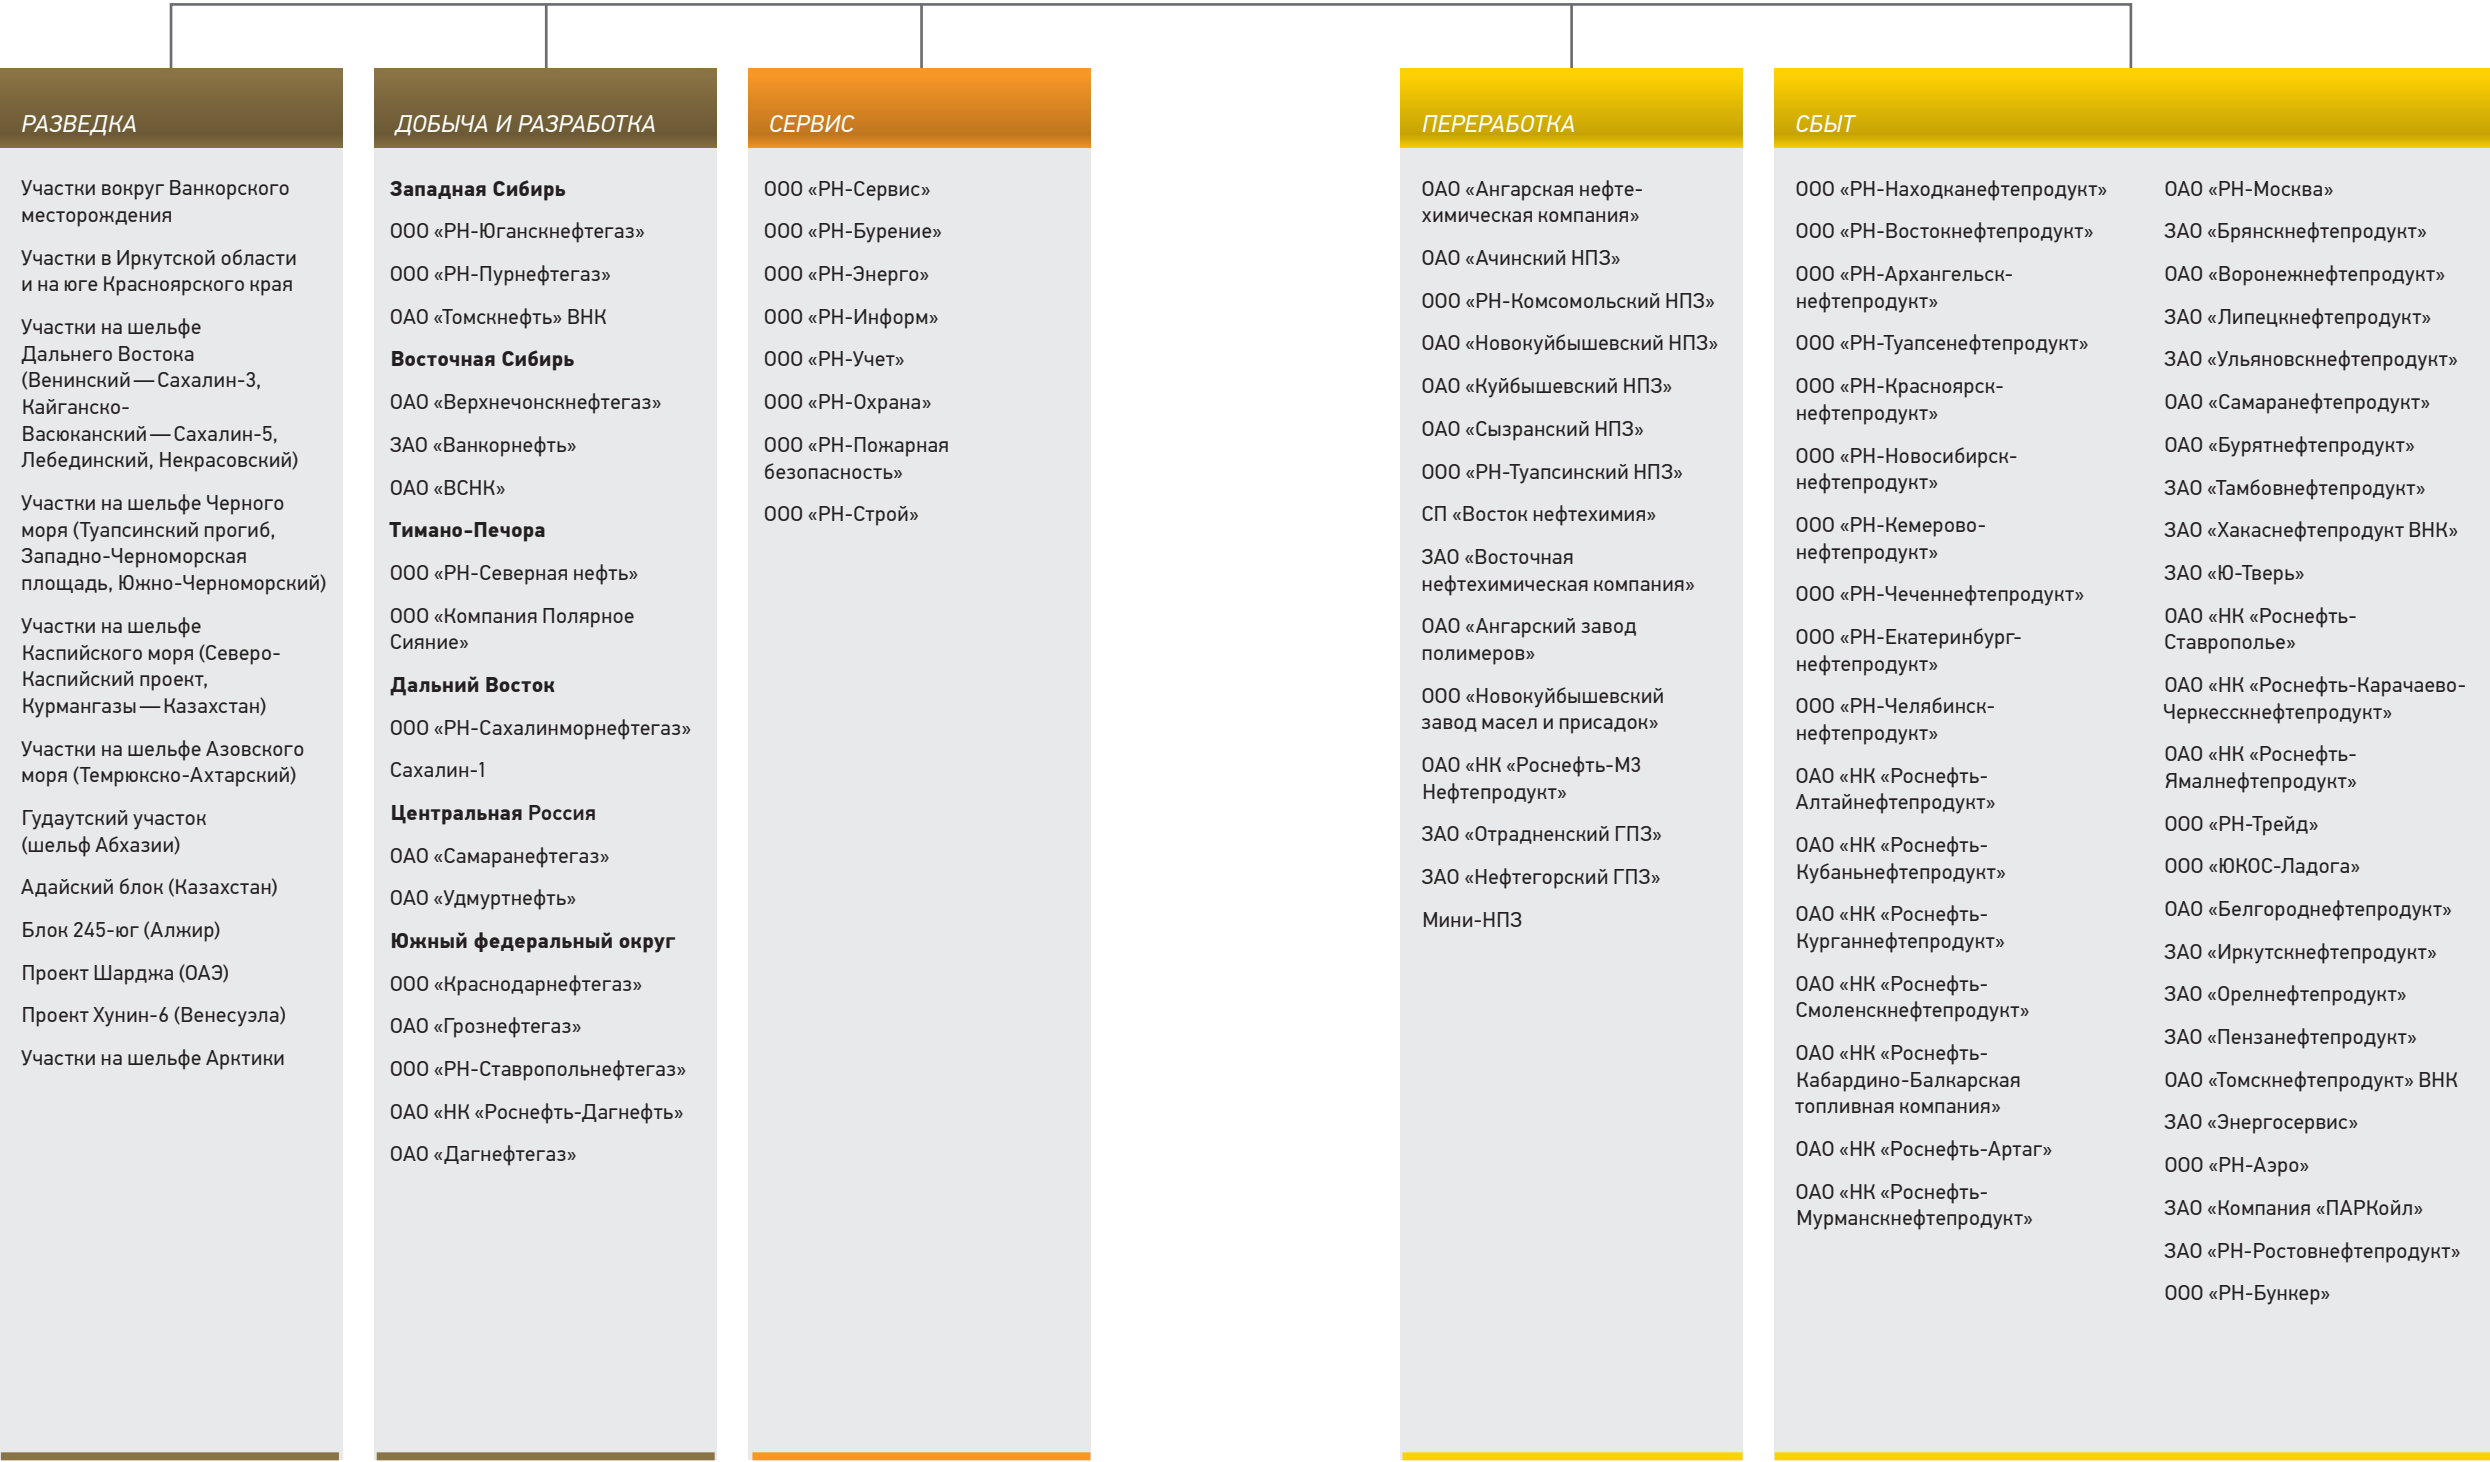 РАЗВЕДКА
Участки вокруг Ванкорского
месторождения
Участки в Иркутской области
и на юге Красноярского края
Участки на шельфе
Дальнего Востока
(Венинский — Сахалин-3,
Кайганско-
Васюканский — Сахалин-5,
Лебединский, Некрасовский)
Участки на шельфе Черного
моря (Туапсинский прогиб,
Западно-Черноморская
площадь, Южно-Черноморский)
Участки на шельфе
Каспийского моря (Северо-
Каспийский проект,
Курмангазы — Казахстан)
Участки на шельфе Азовского
моря (Темрюкско-Ахтарский)
Гудаутский участок
(шельф Абхазии)
Адайский блок (Казахстан)
Блок 245-юг (Алжир)
Проект Шарджа (ОАЭ)
Проект Хунин-6 (Венесуэла)
Участки на шельфе Арктики
ДОБЫЧА И РАЗРАБОТКА
Западная Сибирь
ООО «РН-Юганскнефтегаз»
ООО «РН-Пурнефтегаз»
ОАО «Томскнефть» ВНК
Восточная Сибирь
ОАО «Верхнечонскнефтегаз»
ЗАО «Ванкорнефть»
ОАО «ВСНК»
Тимано-Печора
ООО «РН-Северная нефть»
ООО «Компания Полярное
Сияние»
Дальний Восток
ООО «РН-Сахалинморнефтегаз»
Сахалин-1
Центральная Россия
ОАО «Самаранефтегаз»
ОАО «Удмуртнефть»
Южный федеральный округ
ООО «Краснодарнефтегаз»
ОАО «Грознефтегаз»
ООО «РН-Ставропольнефтегаз»
ОАО «НК «Роснефть-Дагнефть»
ОАО «Дагнефтегаз»
СЕРВИС
ООО «РН-Сервис»
ООО «РН-Бурение»
ООО «РН-Энерго»
ООО «РН-Информ»
ООО «РН-Учет»
ООО «РН-Охрана»
ООО «РН-Пожарная
безопасность»
ООО «РН-Строй»
ПЕРЕРАБОТКА
ОАО «Ангарская нефте-
химическая компания»
ОАО «Ачинский НПЗ»
ООО «РН-Комсомольский НПЗ»
ОАО «Новокуйбышевский НПЗ»
ОАО «Куйбышевский НПЗ»
ОАО «Сызранский НПЗ»
ООО «РН-Туапсинский НПЗ»
СП «Восток нефтехимия»
ЗАО «Восточная
нефтехимическая компания»
ОАО «Ангарский завод
полимеров»
ООО «Новокуйбышевский
завод масел и присадок»
ОАО «НК «Роснефть-МЗ
Нефтепродукт»
ЗАО «Отрадненский ГПЗ»
ЗАО «Нефтегорский ГПЗ»
Мини-НПЗ
СБЫТ
ООО «РН-Находканефтепродукт»
ООО «РН-Востокнефтепродукт»
ООО «РН-Архангельск-
нефтепродукт»
ООО «РН-Туапсенефтепродукт»
ООО «РН-Красноярск-
нефтепродукт»
ООО «РН-Новосибирск-
нефтепродукт»
ООО «РН-Кемерово-
нефтепродукт»
ООО «РН-Чеченнефтепродукт»
ООО «РН-Екатеринбург-
нефтепродукт»
ООО «РН-Челябинск-
нефтепродукт»
ОАО «НК «Роснефть-
Алтайнефтепродукт»
ОАО «НК «Роснефть-
Кубаньнефтепродукт»
ОАО «НК «Роснефть-
Курганнефтепродукт»
ОАО «НК «Роснефть-
Смоленскнефтепродукт»
ОАО «НК «Роснефть-
Кабардино-Балкарская
топливная компания»
ОАО «НК «Роснефть-Артаг»
ОАО «НК «Роснефть-
Мурманскнефтепродукт»
ОАО «РН-Москва»
ЗАО «Брянскнефтепродукт»
ОАО «Воронежнефтепродукт»
ЗАО «Липецкнефтепродукт»
ЗАО «Ульяновскнефтепродукт»
ОАО «Самаранефтепродукт»
ОАО «Бурятнефтепродукт»
ЗАО «Тамбовнефтепродукт»
ЗАО «Хакаснефтепродукт ВНК»
ЗАО «Ю-Тверь»
ОАО «НК «Роснефть-
Ставрополье»
ОАО «НК «Роснефть-Карачаево-
Черкесскнефтепродукт»
ОАО «НК «Роснефть-
Ямалнефтепродукт»
ООО «РН-Трейд»
ООО «ЮКОС-Ладога»
ОАО «Белгороднефтепродукт»
ЗАО «Иркутскнефтепродукт»
ЗАО «Орелнефтепродукт»
ЗАО «Пензанефтепродукт»
ОАО «Томскнефтепродукт» ВНК
ЗАО «Энергосервис»
ООО «РН-Аэро»
ЗАО «Компания «ПАРКойл»
ЗАО «РН-Ростовнефтепродукт»
ООО «РН-Бункер»